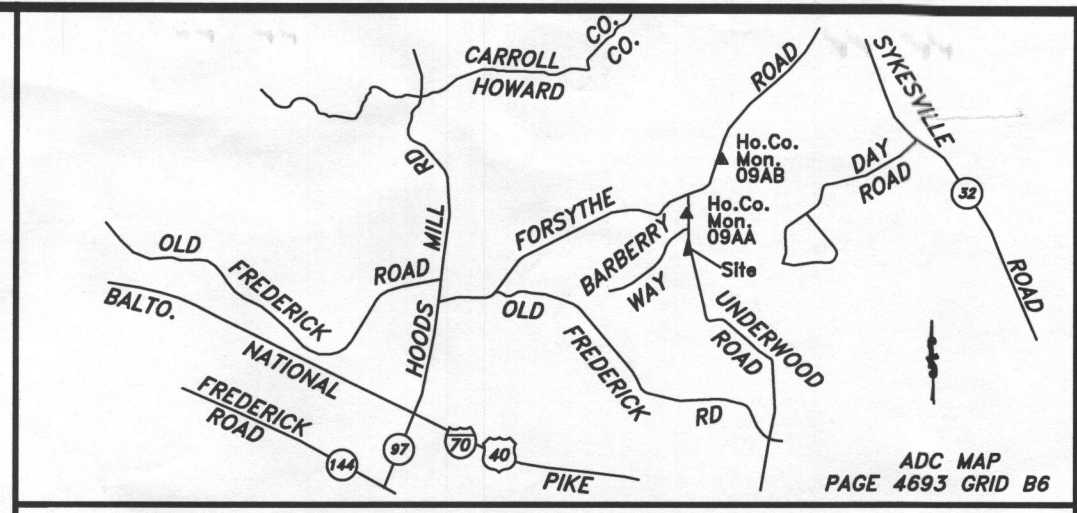 CARROLL CO.
HOWARD CO.
SYKESVILLE
ROAD
32
ROAD
Ho.Co.
Mon.
09AB
DAY
ROAD
HOODS MILL RD
FORSYTHE
Ho.Co.
Mon.
09AA
BARBERRY
WAY
Site
OLD
FREDERICK
ROAD
BALTO.
NATIONAL
PIKE
OLD
FREDERICK
RD
UNDERWOOD
ROAD
FREDERICK
ROAD
144
97
70
40
ADC MAP
PAGE 4693 GRID B6